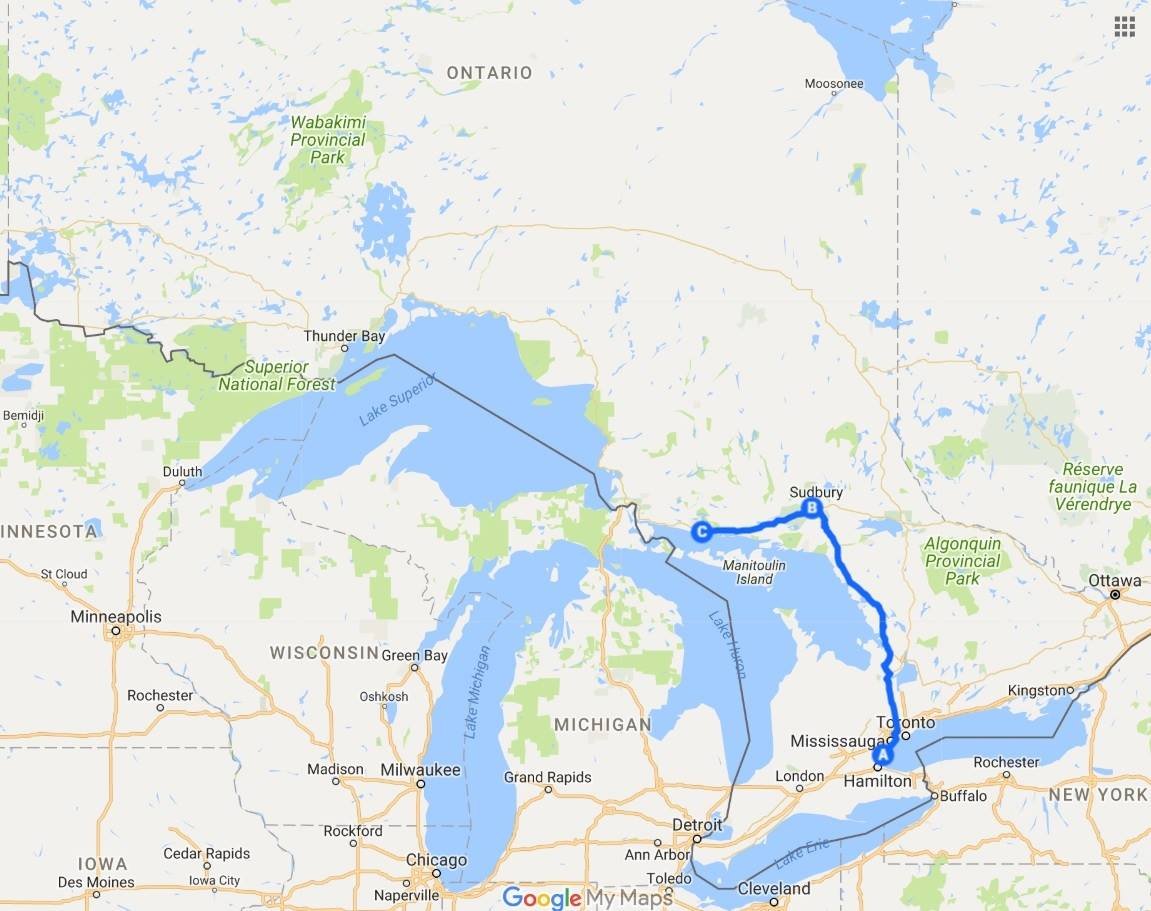 ONTARIO
Moosonee
Wabakimi
Provincial
Park
Thunder Bay
Superior
National Forest
Lake Superior
Bemidji
Duluth
Sudbury
B
C
Réserve
faunique La
Vérendrye
INNESOTA
Manitoulin
Island
Algonquin
Provincial
Park
St Cloud
Ottawa
Minneapolis
Lake Huron
WISCONSIN
Green Bay
Lake Michigan
Rochester
Oshkosh
Kingston
MICHIGAN
Toronto
Mississauga
A
Hamilton
Madison
Milwaukee
Grand Rapids
London
Rochester
Buffalo
NEW YORK
Rockford
Detroit
Cedar Rapids
Chicago
Ann Arbor
Lake Erie
IOWA
Iowa City
Des Moines
Naperville
Toledo
Cleveland
Google My Maps